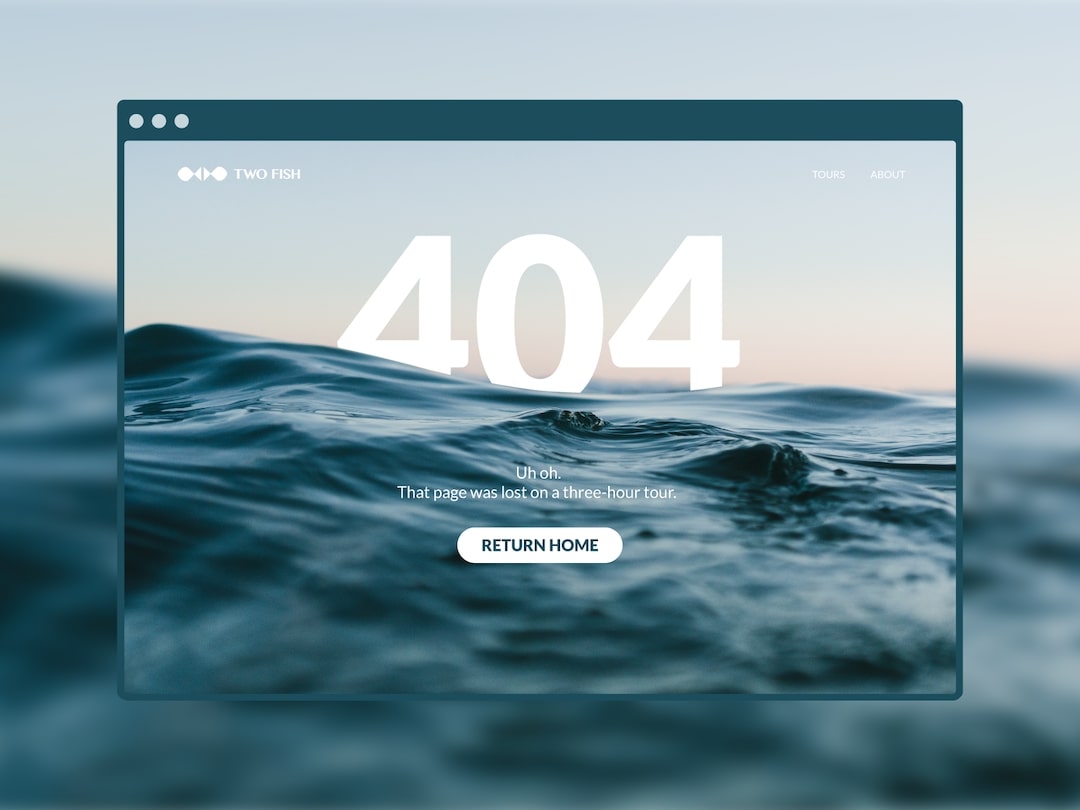 TWO FISH
TOURS
ABOUT
404
Uh oh.
That page was lost on a three-hour tour.
RETURN HOME